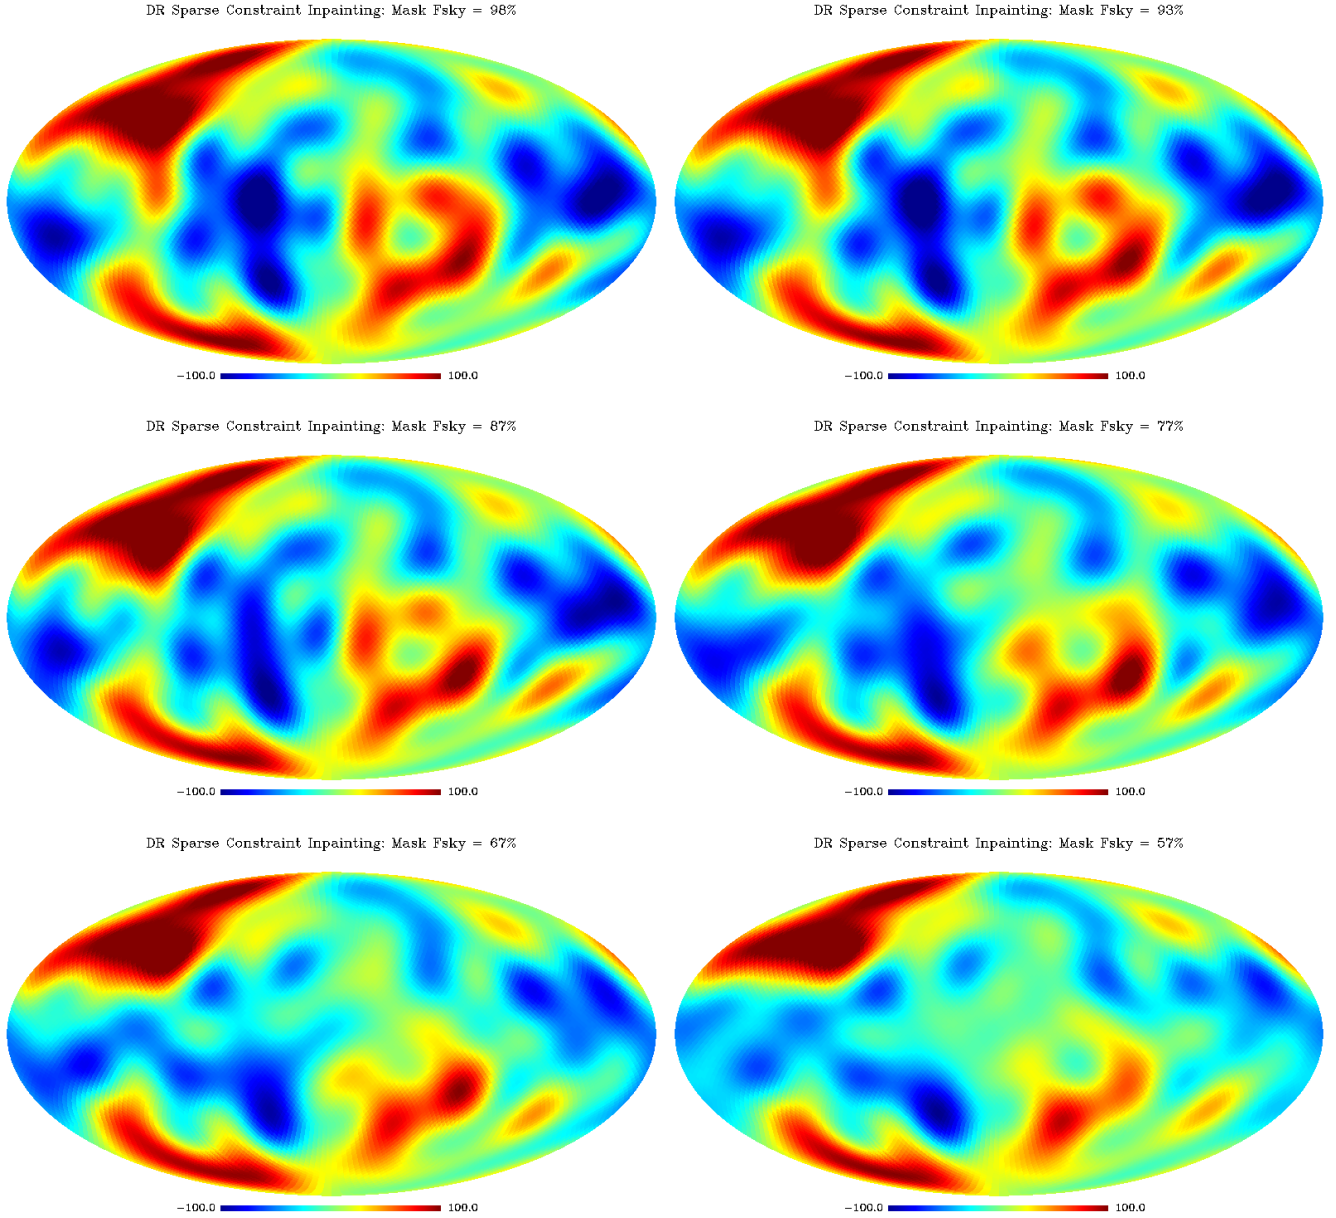 DR Sparse Constraint Inpainting: Mask Fsky = 98%
DR Sparse Constraint Inpainting: Mask Fsky = 93%
-100.0 100.0
-100.0 100.0
DR Sparse Constraint Inpainting: Mask Fsky = 87%
DR Sparse Constraint Inpainting: Mask Fsky = 77%
-100.0 100.0
-100.0 100.0
DR Sparse Constraint Inpainting: Mask Fsky = 67%
DR Sparse Constraint Inpainting: Mask Fsky = 57%
-100.0 100.0
-100.0 100.0